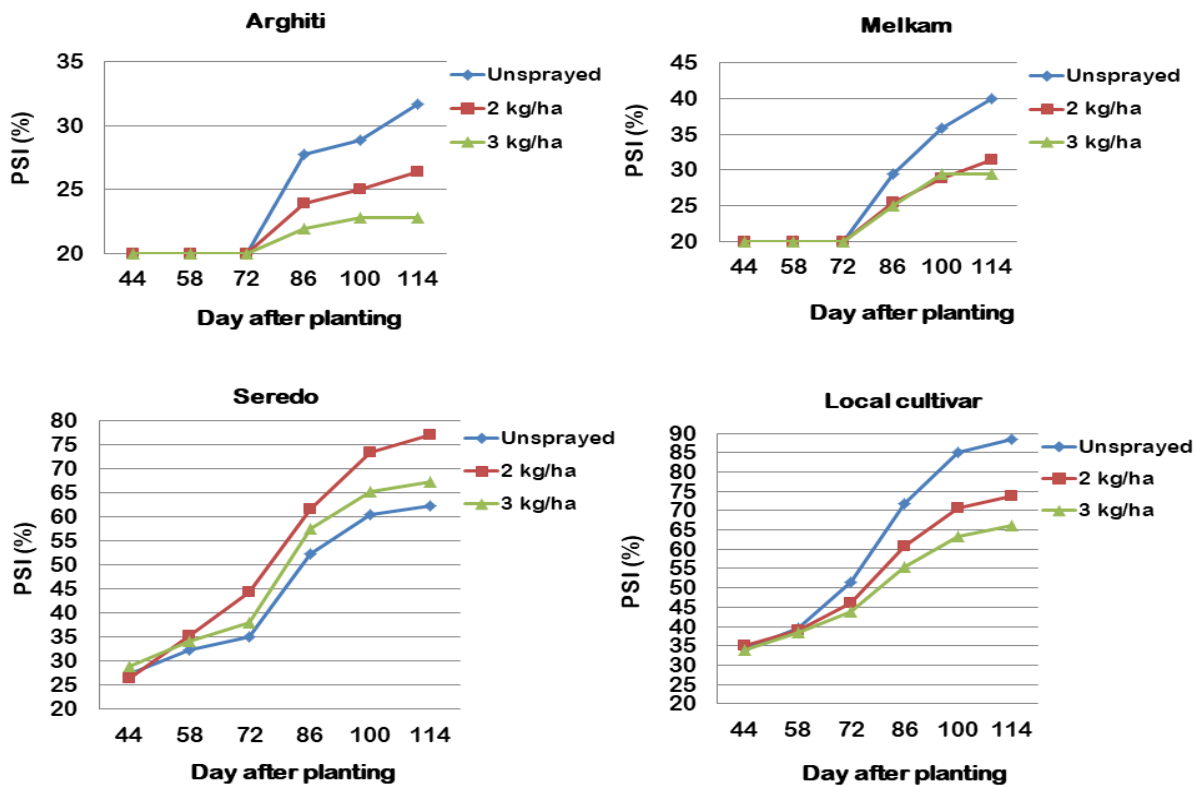 Arghiti
35
30
25
20
PSI (%)
44 58 72 86 100 114
Day after planting
Unsprayed
2 kg/ha
3 kg/ha
Melkam
45
40
35
30
25
20
PSI (%)
44 58 72 86 100 114
Day after planting
Unsprayed
2 kg/ha
3 kg/ha
Seredo
80
75
70
65
60
55
50
45
40
35
30
25
20
PSI (%)
44 58 72 86 100 114
Day after planting
Unsprayed
2 kg/ha
3 kg/ha
Local cultivar
90
85
80
75
70
65
60
55
50
45
40
35
30
25
20
PSI (%)
44 58 72 86 100 114
Day after planting
Unsprayed
2 kg/ha
3 kg/ha